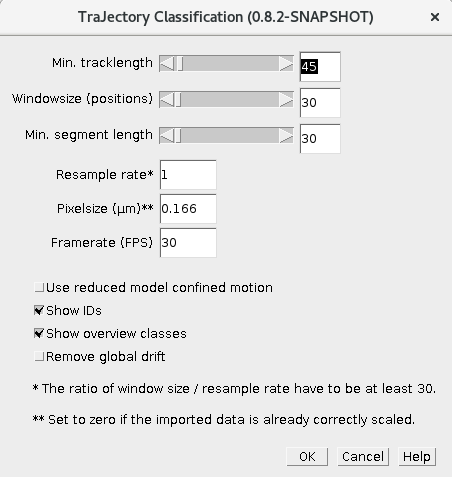 TraJectory Classification (0.8.2-SNAPSHOT)
Min. tracklength 45
Windowsize (positions) 30
Min. segment length 30
Resample rate* 1
Pixelsize (µm)** 0.166
Framerate (FPS) 30
Use reduced model confined motion
Show IDs
Show overview classes
Remove global drift
* The ratio of window size / resample rate have to be at least 30.
** Set to zero if the imported data is already correctly scaled.
OK Cancel Help